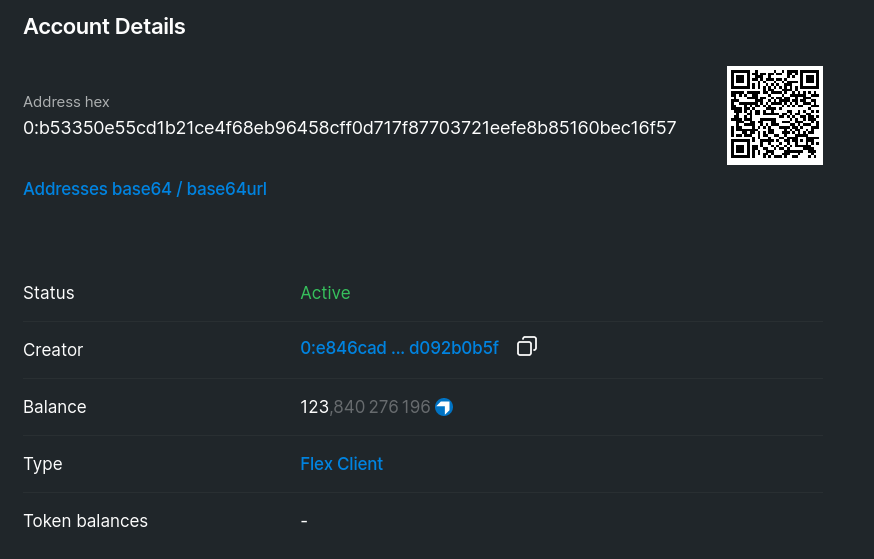 Account Details
Address hex
0:b53350e55cd1b21ce4f68eb96458cff0d717f87703721eefe8b85160bec16f57
Addresses base64 / base64url
Status Active
Creator 0:e846cad ... d092b0b5f
Balance 123,840 276 196
Type Flex Client
Token balances -